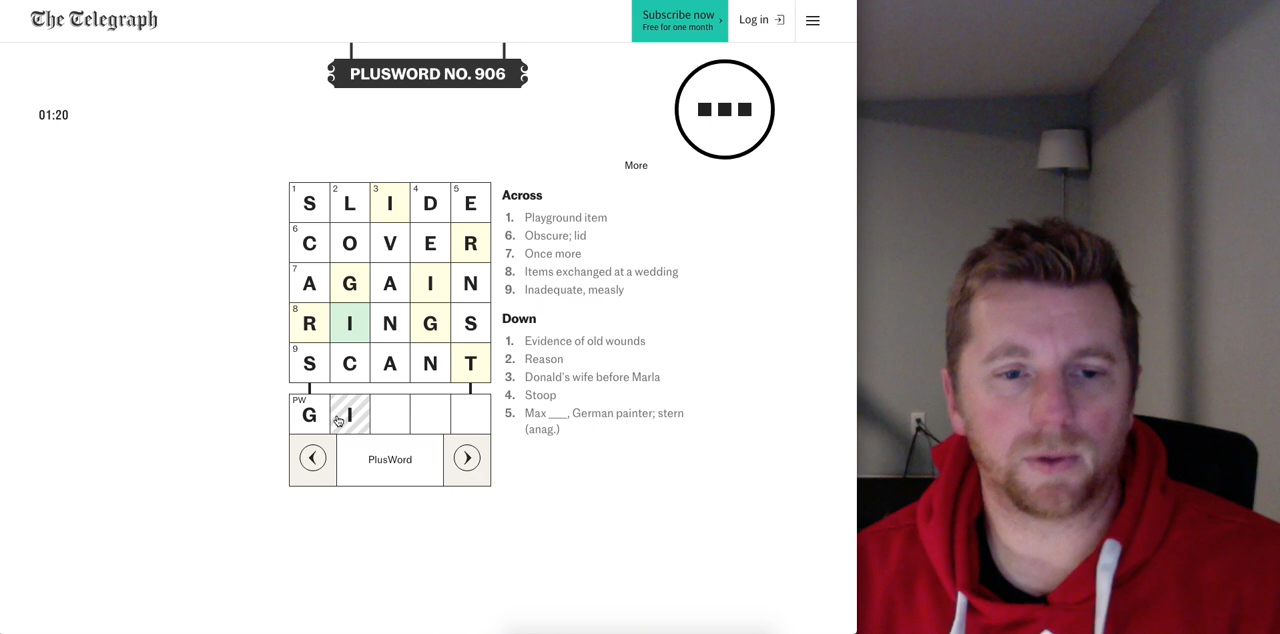 The Telegraph
Subscribe now
Free for one month
Log in
PLUSWORD NO. 906
01:20
More
1 2 3 4 5
S L I D E
6
C O V E R
7
A G A I N
8
R I N G S
9
S C A N T
PW
G I
PlusWord
Across
1. Playground item
6. Obscure; lid
7. Once more
8. Items exchanged at a wedding
9. Inadequate, measly
Down
1. Evidence of old wounds
2. Reason
3. Donald's wife before Marla
4. Stoop
5. Max ___, German painter; stern
(anag.)